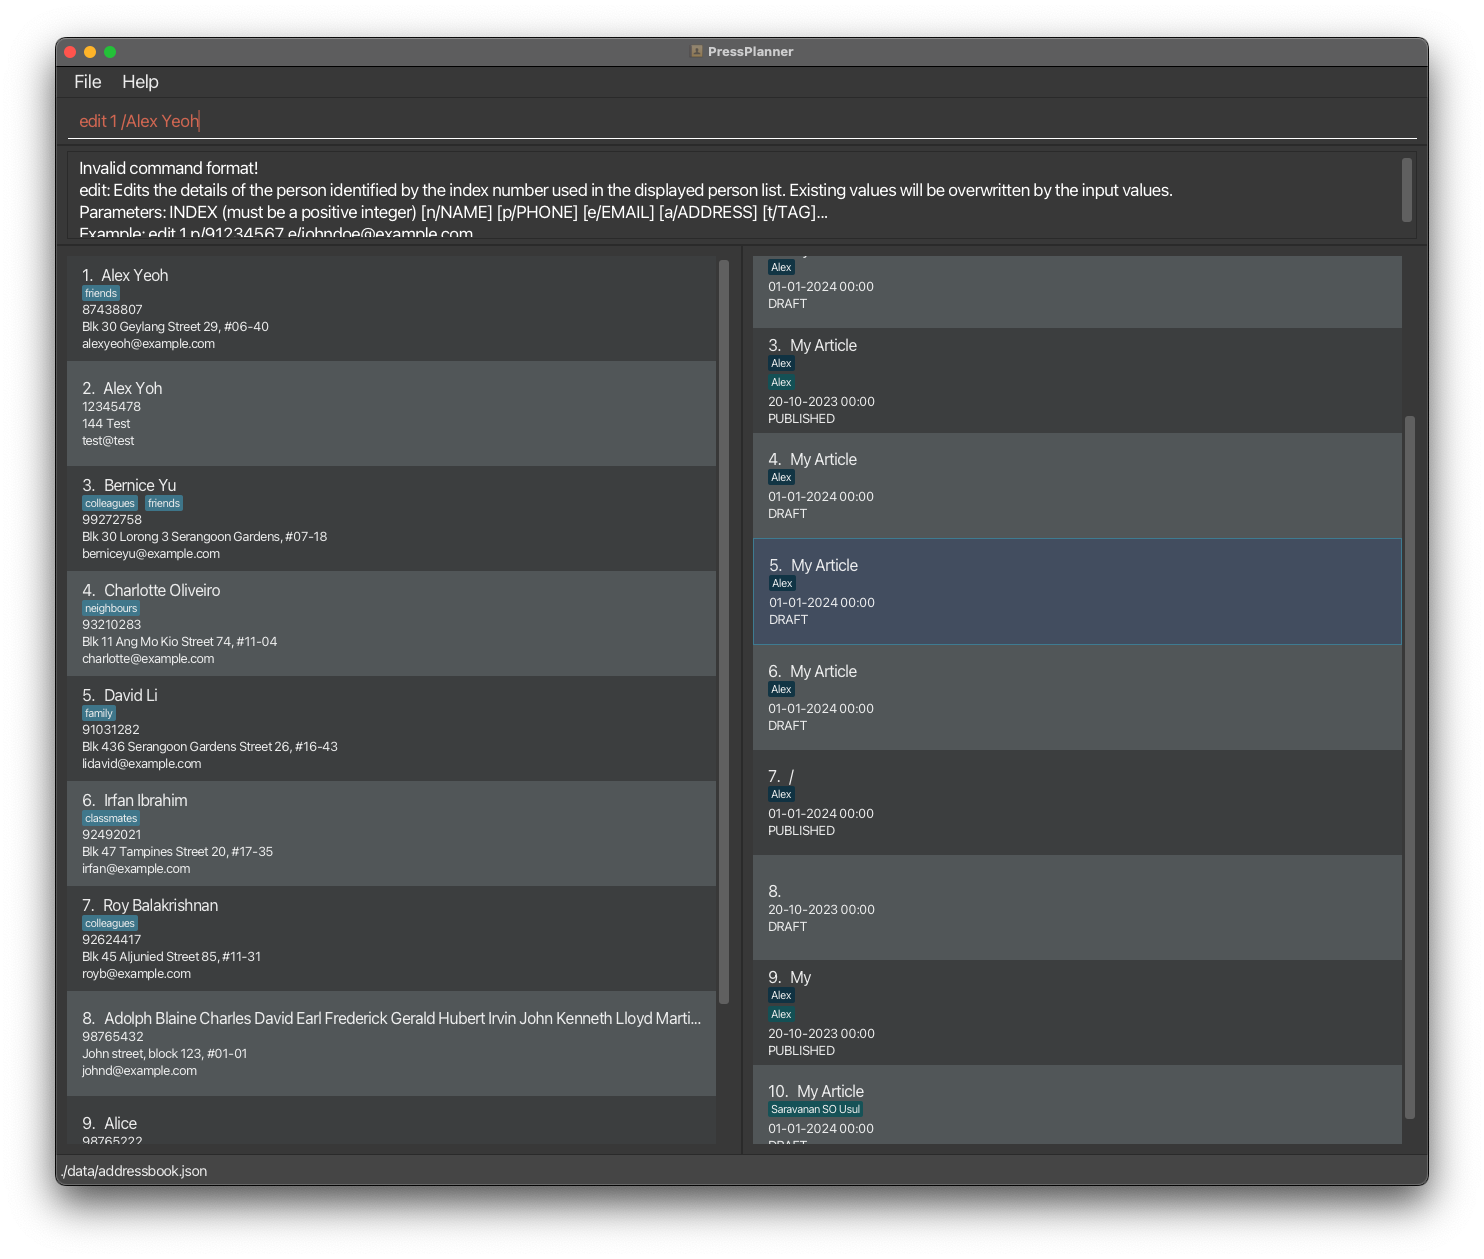 PressPlanner
File Help
edit 1 /Alex Yeoh
Invalid command format!
edit: Edits the details of the person identified by the index number used in the displayed person list. Existing values will be overwritten by the input values.
Parameters: INDEX (must be a positive integer) [n/NAME] [p/PHONE] [e/EMAIL] [a/ADDRESS] [t/TAG]...
Example: edit 1 p/91234567 e/johndoe@example.com
1. Alex Yeoh
friends
87438807
Blk 30 Geylang Street 29, #06-40
alexyeoh@example.com
2. Alex Yoh
12345478
144 Test
test@test
3. Bernice Yu
colleagues friends
99272758
Blk 30 Lorong 3 Serangoon Gardens, #07-18
berniceyu@example.com
4. Charlotte Oliveiro
neighbours
93210283
Blk 11 Ang Mo Kio Street 74, #11-04
charlotte@example.com
5. David Li
family
91031282
Blk 436 Serangoon Gardens Street 26, #16-43
lidavid@example.com
6. Irfan Ibrahim
classmates
92492021
Blk 47 Tampines Street 20, #17-35
irfan@example.com
7. Roy Balakrishnan
colleagues
92624417
Blk 45 Aljunied Street 85, #11-31
royb@example.com
8. Adolph Blaine Charles David Earl Frederick Gerald Hubert Irvin John Kenneth Lloyd Marti...
98765432
John street, block 123, #01-01
johnd@example.com
9. Alice
98765222
Alex
01-01-2024 00:00
DRAFT
3. My Article
Alex
Alex
20-10-2023 00:00
PUBLISHED
4. My Article
Alex
01-01-2024 00:00
DRAFT
5. My Article
Alex
01-01-2024 00:00
DRAFT
6. My Article
Alex
01-01-2024 00:00
DRAFT
7. /
Alex
01-01-2024 00:00
PUBLISHED
8.
20-10-2023 00:00
DRAFT
9. My
Alex
Alex
20-10-2023 00:00
PUBLISHED
10. My Article
Saravanan SO Usul
01-01-2024 00:00
DRAFT
./data/addressbook.json